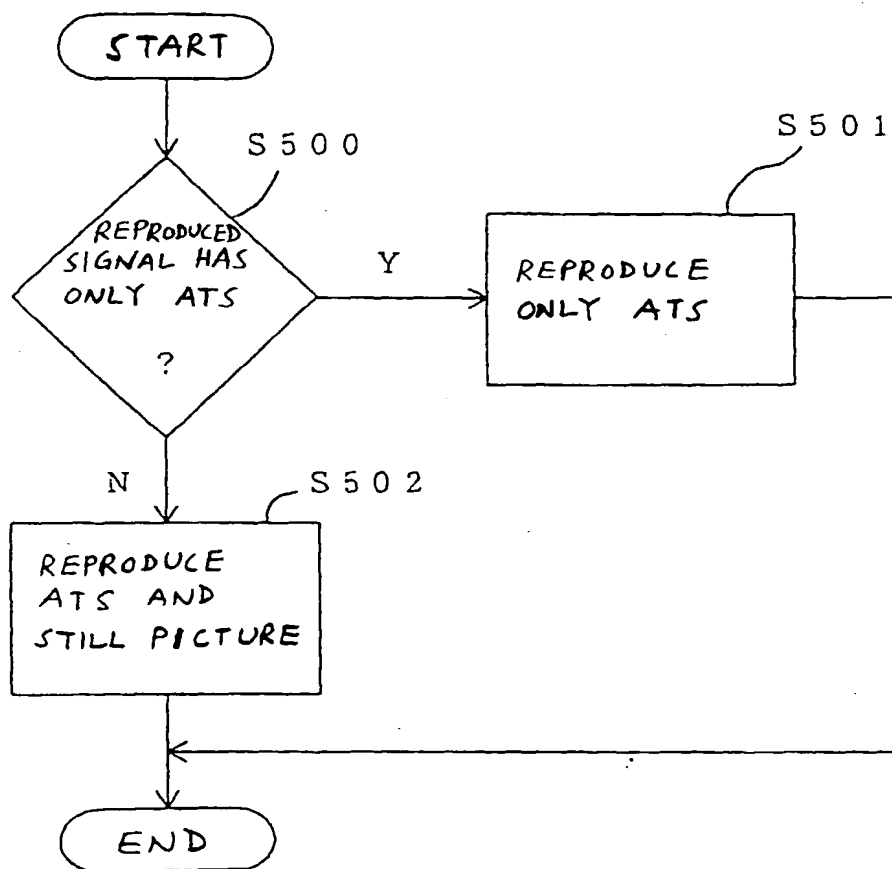 START
S500
S501
REPRODUCED
SIGNAL HAS
ONLY ATS
?
Y
REPRODUCE
ONLY ATS
N
S502
REPRODUCE
ATS AND
STILL PICTURE
END